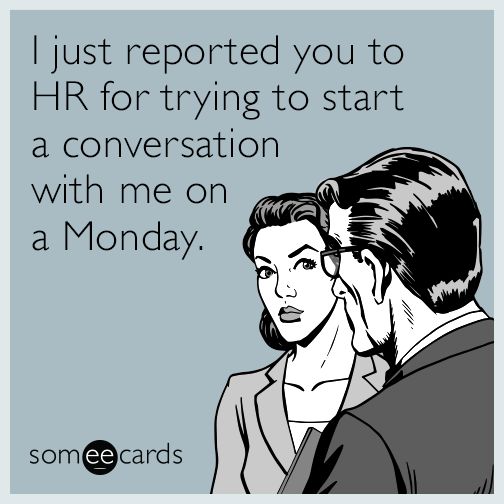 I just reported you to
HR for trying to start
a conversation
with me on
a Monday.
someecards